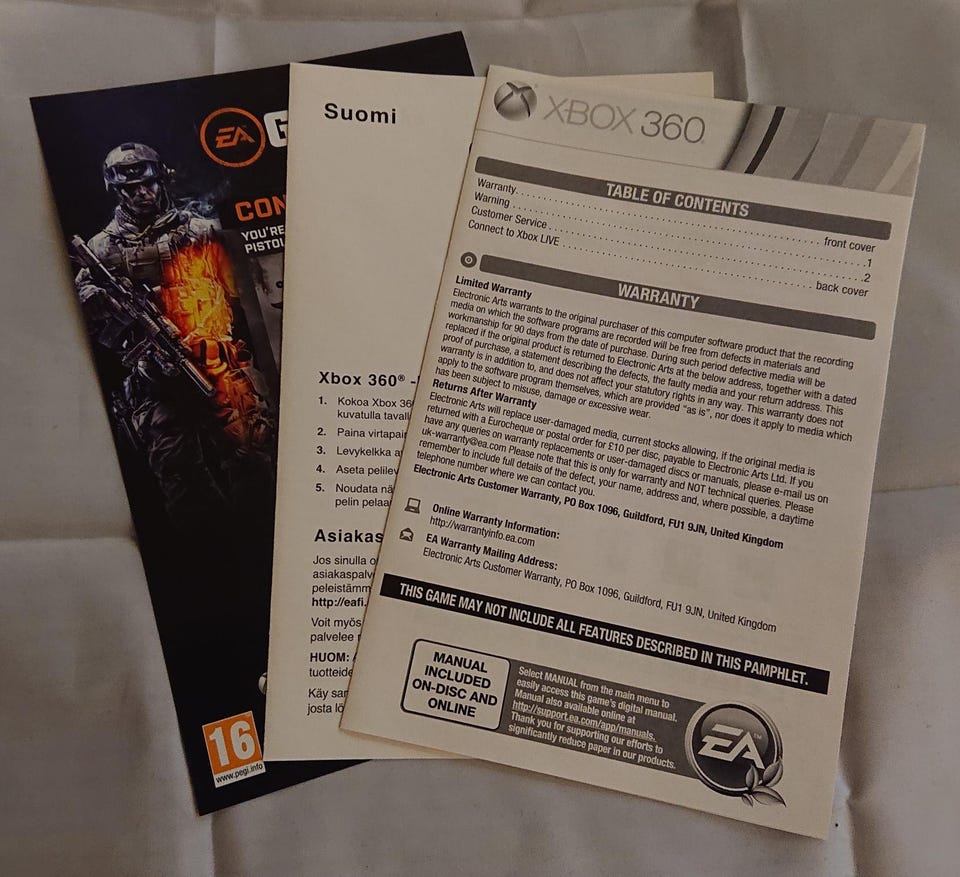 EA
G
CON
YOU'RE
PISTOL
16
www.pegi.info
Suomi
Xbox 360® -
1. Kokoa Xbox 36
kuvatulla tavall
2. Paina virtapai
3. Levykelkka a
4. Aseta pelilev
5. Noudata nä
pelin pelaa
Asiakas
Jos sinulla o
asiakaspalv
peleistämm
http://eafi.
Voit myös
palvelee
HUOM:
tuotteide
Käy sar
josta lö
XBOX 360
TABLE OF CONTENTS
Warranty. . . . . . . . . . . . . . . . . . . . . . . . . . . . . front cover
Warning . . . . . . . . . . . . . . . . . . . . . . . . . . . . . 1
Customer Service . . . . . . . . . . . . . . . . . . . . . . . . . . . . . 2
Connect to Xbox LIVE . . . . . . . . . . . . . . . . . . . . . . . . . . . . . back cover
WARRANTY
Limited Warranty
Electronic Arts warrants to the original purchaser of this computer software product that the recording
media on which the software programs are recorded will be free from defects in materials and
workmanship for 90 days from the date of purchase. During such period defective media will be
replaced if the original product is returned to Electronic Arts at the below address, together with a dated
proof of purchase, a statement describing the defects, the faulty media and your return address. This
warranty is in addition to, and does not affect your statutory rights in any way. This warranty does not
apply to the software program themselves, which are provided "as is", nor does it apply to media which
has been subject to misuse, damage or excessive wear.
Returns After Warranty
Electronic Arts will replace user-damaged media, current stocks allowing, if the original media is
returned with a Eurocheque or postal order for £10 per disc, payable to Electronic Arts Ltd. If you
have any queries on warranty replacements or user-damaged discs or manuals, please e-mail us on
uk-warranty@ea.com Please note that this is only for warranty and NOT technical queries. Please
remember to include full details of the defect, your name, address and, where possible, a daytime
telephone number where we can contact you.
Electronic Arts Customer Warranty, PO Box 1096, Guildford, FU1 9JN, United Kingdom
Online Warranty Information:
http://warrantyinfo.ea.com
EA Warranty Mailing Address:
Electronic Arts Customer Warranty, PO Box 1096, Guildford, FU1 9JN, United Kingdom
THIS GAME MAY NOT INCLUDE ALL FEATURES DESCRIBED IN THIS PAMPHLET.
MANUAL
INCLUDED
ON-DISC AND
ONLINE
Select MANUAL from the main menu to
easily access this game's digital manual.
Manual also available online at
http://support.ea.com/app/manuals.
Thank you for supporting our efforts to
significantly reduce paper in our products.
EA™